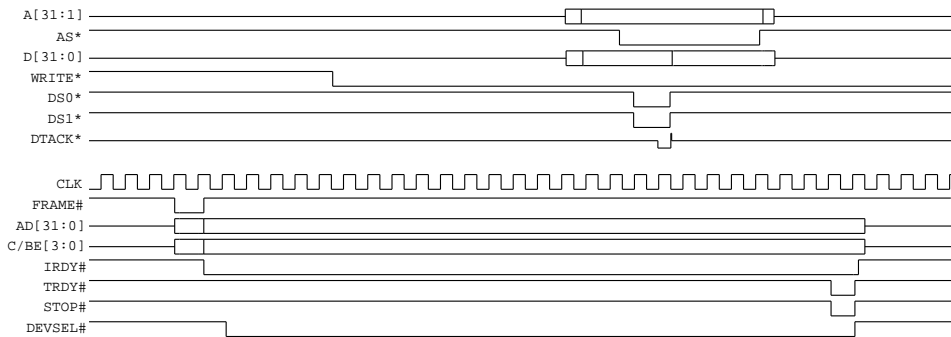 A[31:1]
AS*
D[31:0]
WRITE*
DS0*
DS1*
DTACK*
CLK
FRAME#
AD[31:0]
C/BE[3:0]
IRDY#
TRDY#
STOP#
DEVSEL#